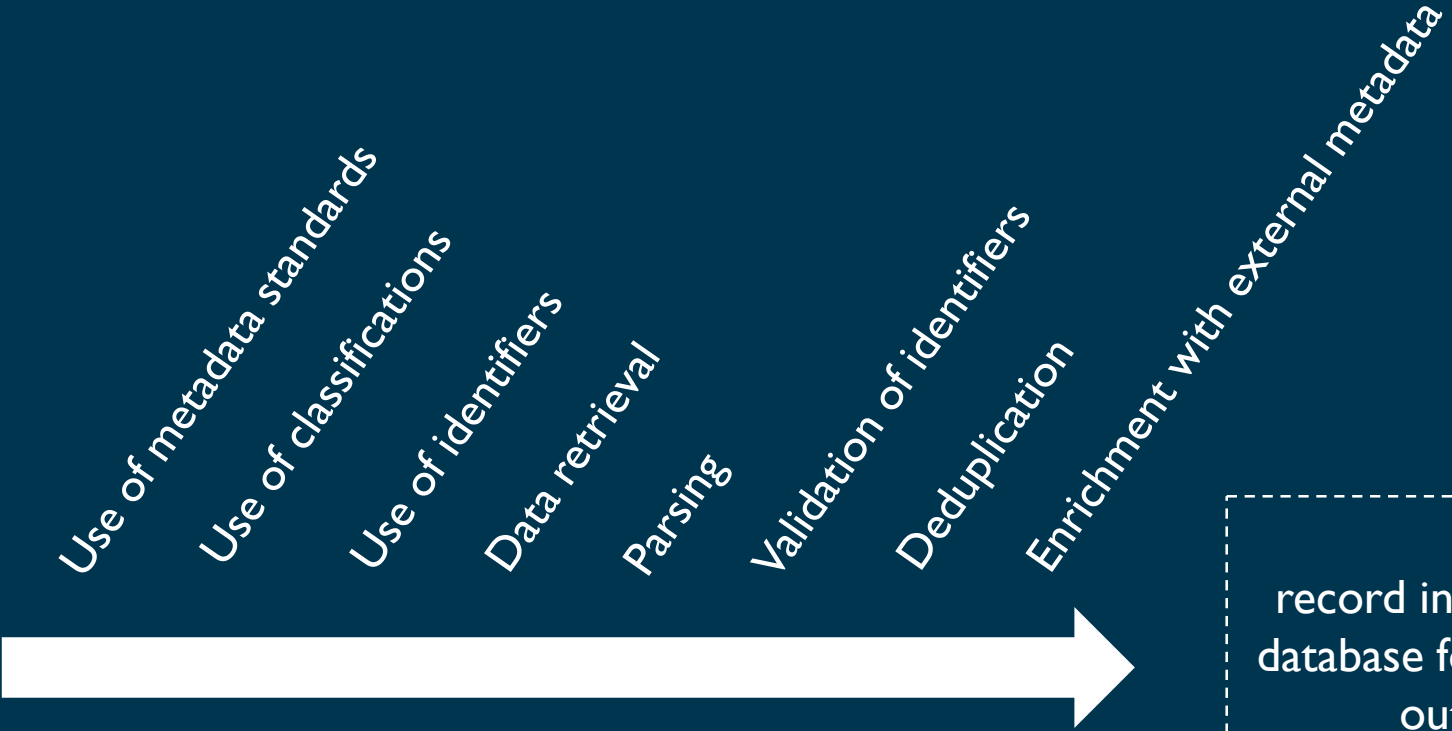 Use of metadata standards
Use of classifications
Use of identifiers
Data retrieval
Parsing
Validation of identifiers
Deduplication
Enrichment with external metadata
record in
database